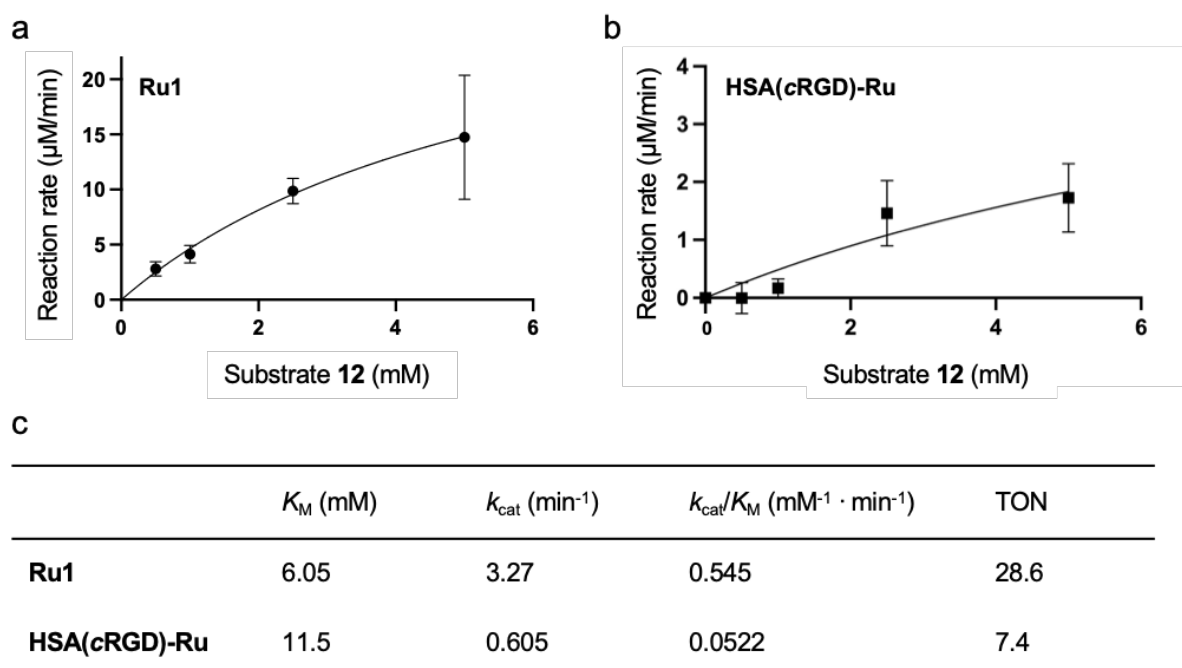 a
b
Reaction rate (µM/min)
20
15
10
5
0
Ru1
0 2 4 6
Substrate 12 (mM)
Reaction rate (µM/min)
4
3
2
1
0
HSA(cRGD)-Ru
0 2 4 6
Substrate 12 (mM)
c
KM (mM) kcat (min-1) kcat/KM (mM-1 · min-1) TON
Ru1 6.05 3.27 0.545 28.6
HSA(cRGD)-Ru 11.5 0.605 0.0522 7.4